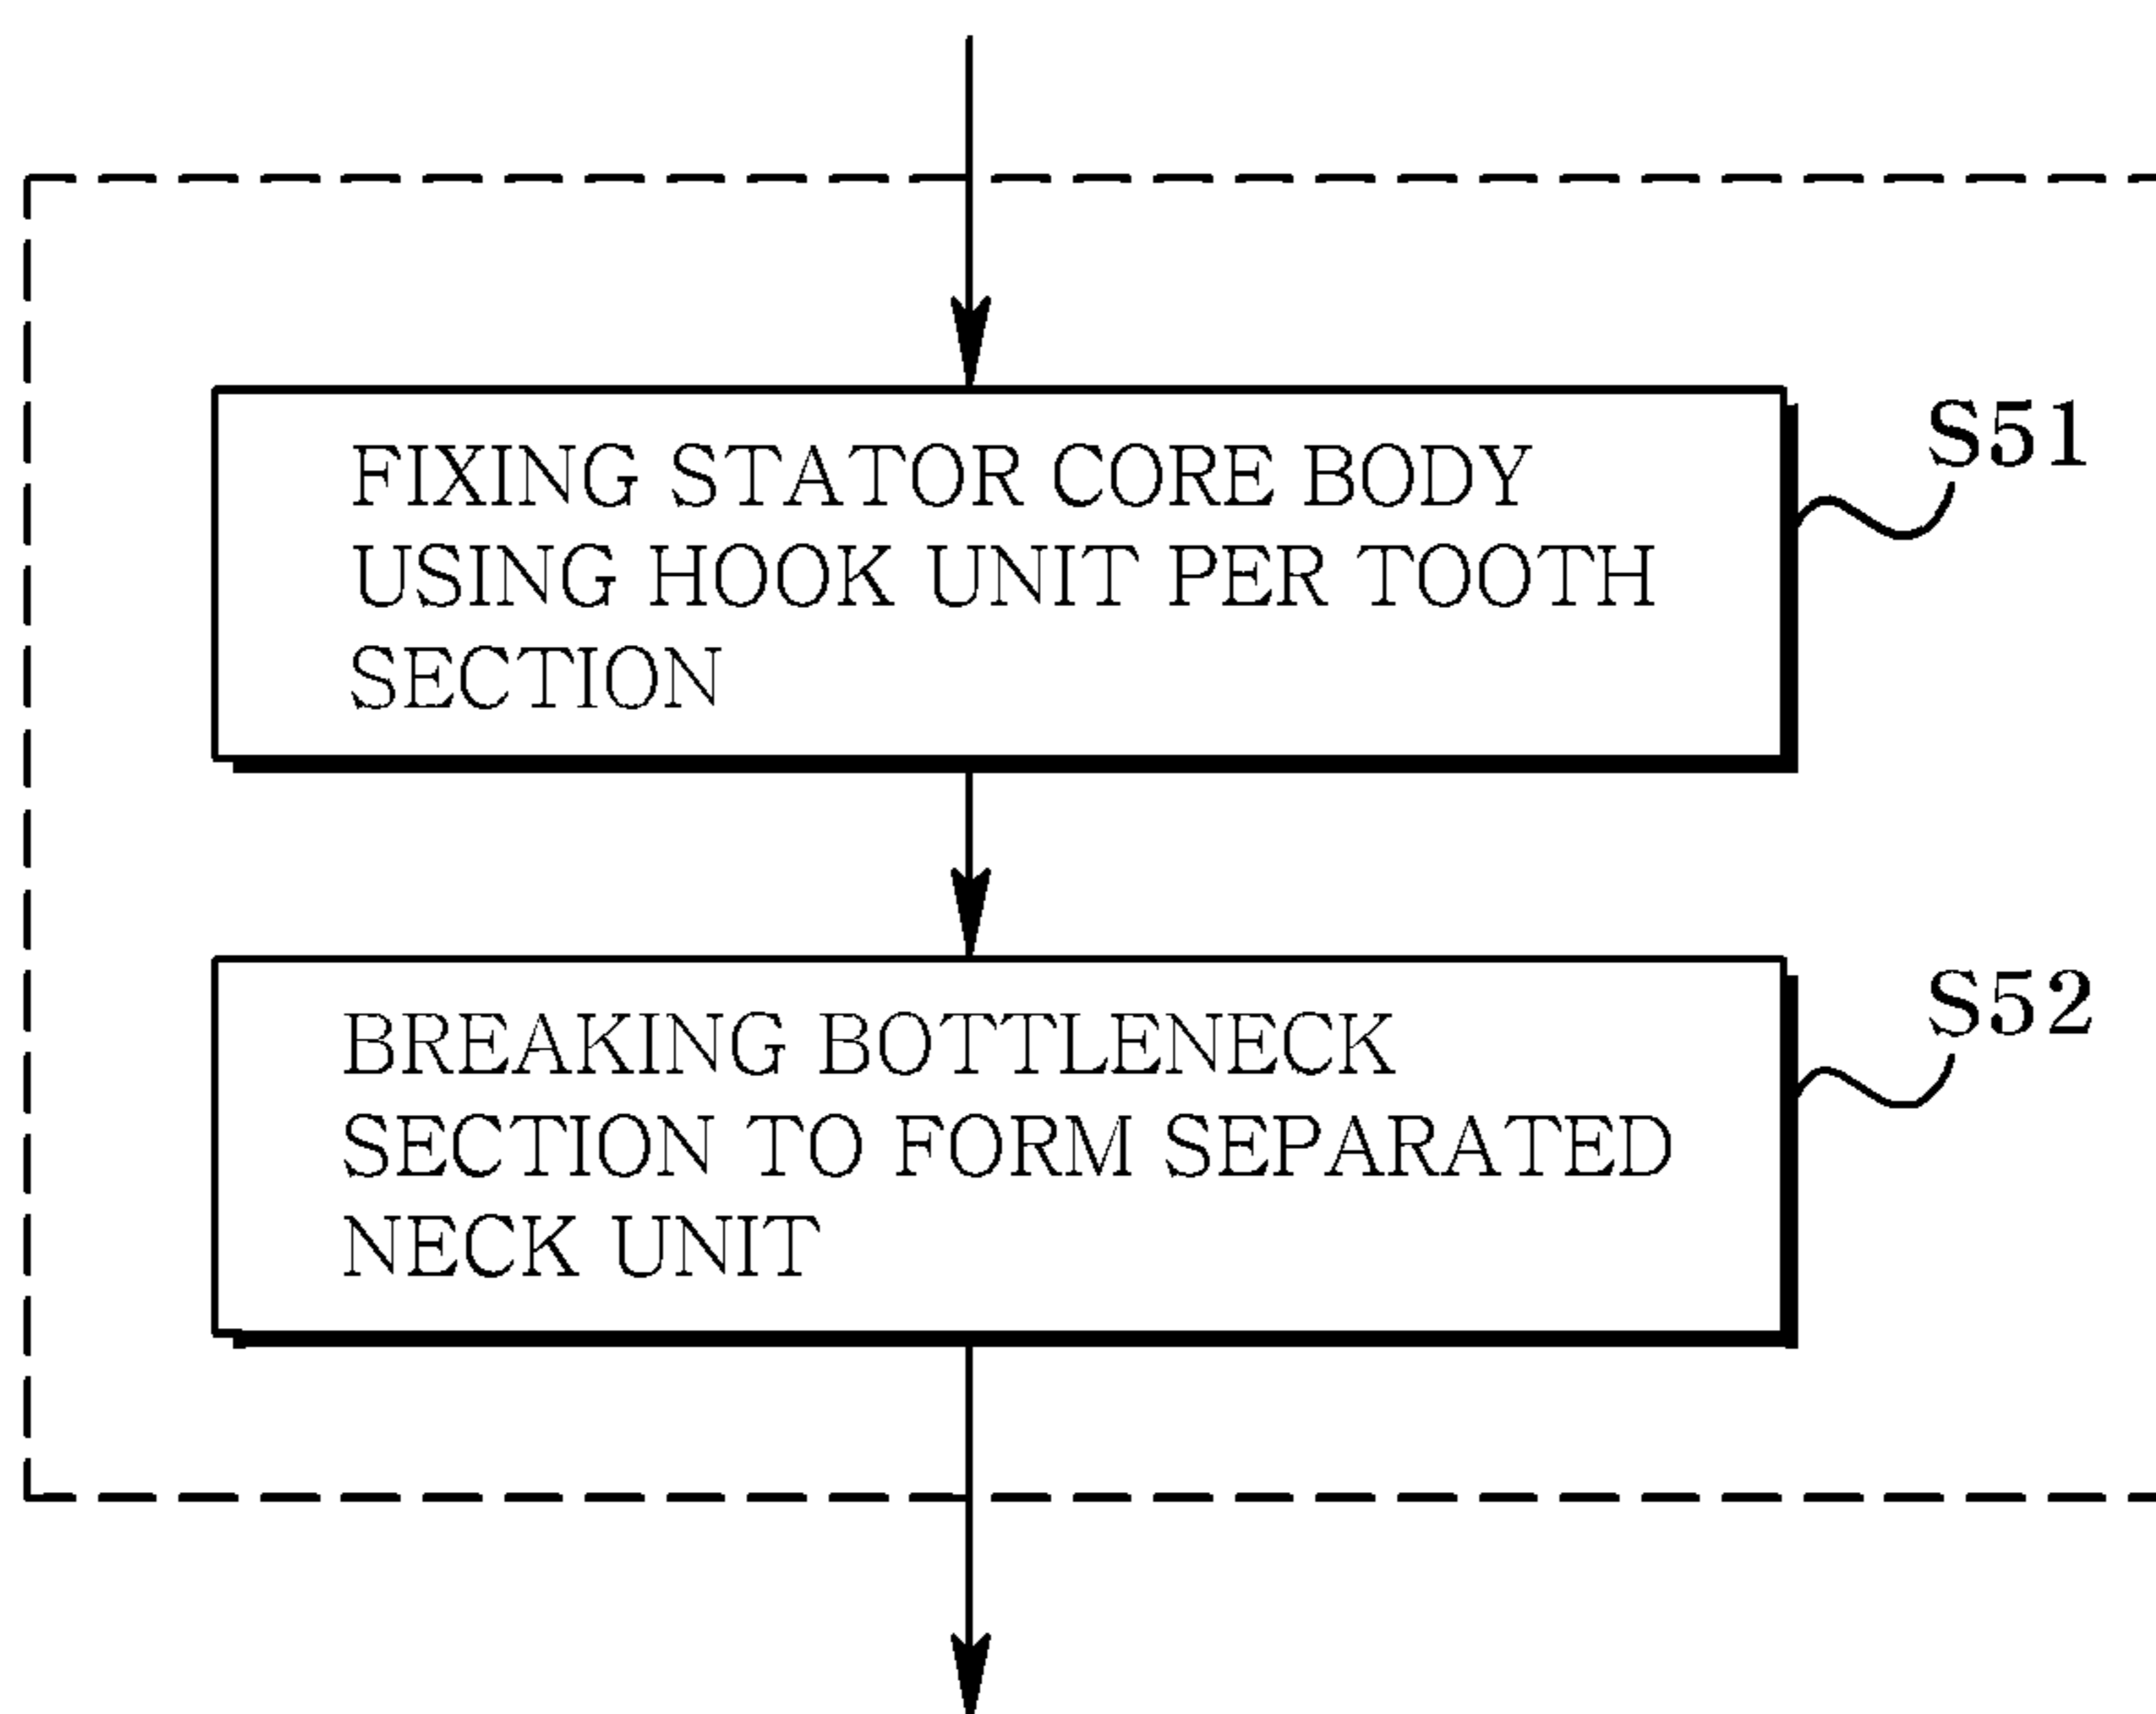 FIXING STATOR CORE BODY
USING HOOK UNIT PER TOOTH
SECTION
S51
BREAKING BOTTLENECK
SECTION TO FORM SEPARATED
NECK UNIT
S52